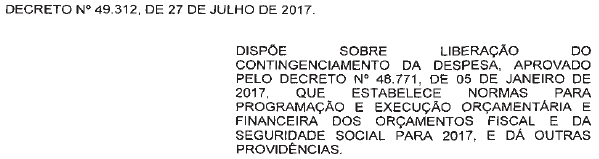 DECRETO Nº 49.312, DE 27 DE JULHO DE 2017.
DISPÕE SOBRE LIBERAÇÃO DO
CONTINGENCIAMENTO DA DESPESA, APROVADO
PELO DECRETO Nº 46.771, DE 05 DE JANEIRO DE
2017, QUE ESTABELECE NORMAS PARA
PROGRAMAÇÃO E EXECUÇÃO ORÇAMENTÁRIA E
FINANCEIRA DOS ORÇAMENTOS FISCAL E DA
SEGURIDADE SOCIAL PARA 2017, E DÁ OUTRAS
PROVIDÊNCIAS.